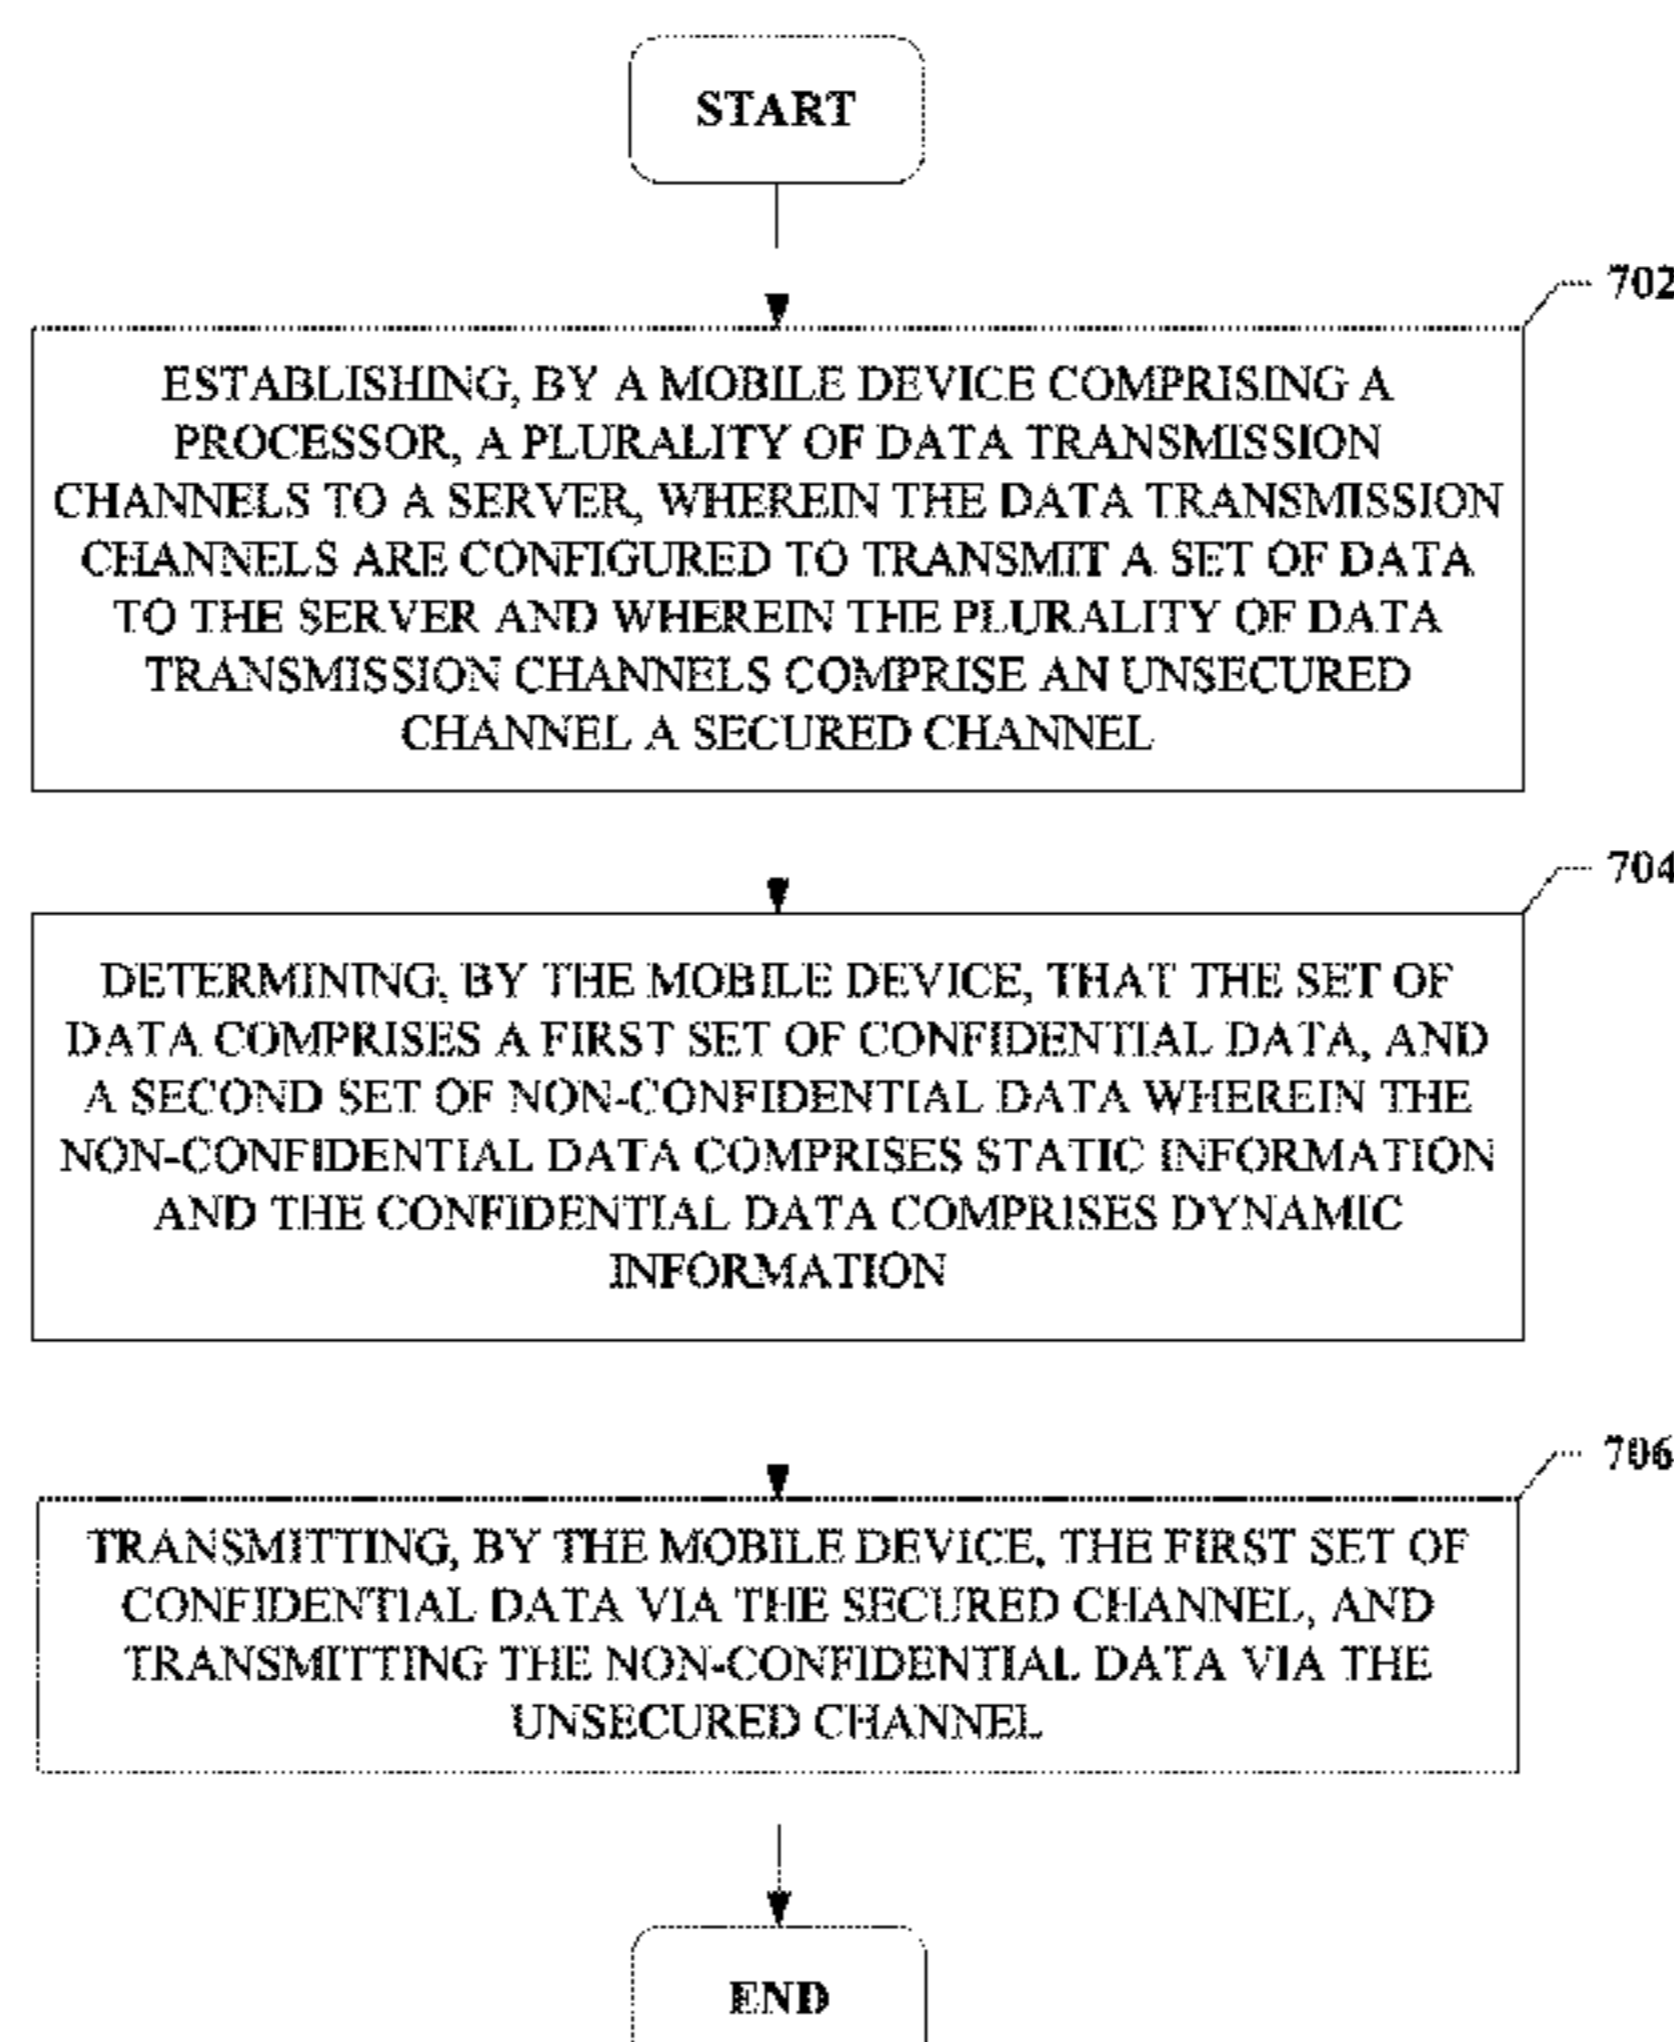 START
702
ESTABLISHING, BY A MOBILE DEVICE COMPRISING A
PROCESSOR, A PLURALITY OF DATA TRANSMISSION
CHANNELS TO A SERVER, WHEREIN THE DATA TRANSMISSION
CHANNELS ARE CONFIGURED TO TRANSMIT A SET OF DATA
TO THE SERVER AND WHEREIN THE PLURALITY OF DATA
TRANSMISSION CHANNELS COMPRISE AN UNSECURED
CHANNEL A SECURED CHANNEL
704
DETERMINING, BY THE MOBILE DEVICE, THAT THE SET OF
DATA COMPRISES A FIRST SET OF CONFIDENTIAL DATA, AND
A SECOND SET OF NON-CONFIDENTIAL DATA WHEREIN THE
NON-CONFIDENTIAL DATA COMPRISES STATIC INFORMATION
AND THE CONFIDENTIAL DATA COMPRISES DYNAMIC
INFORMATION
706
TRANSMITTING, BY THE MOBILE DEVICE, THE FIRST SET OF
CONFIDENTIAL DATA VIA THE SECURED CHANNEL, AND
TRANSMITTING THE NON-CONFIDENTIAL DATA VIA THE
UNSECURED CHANNEL
END